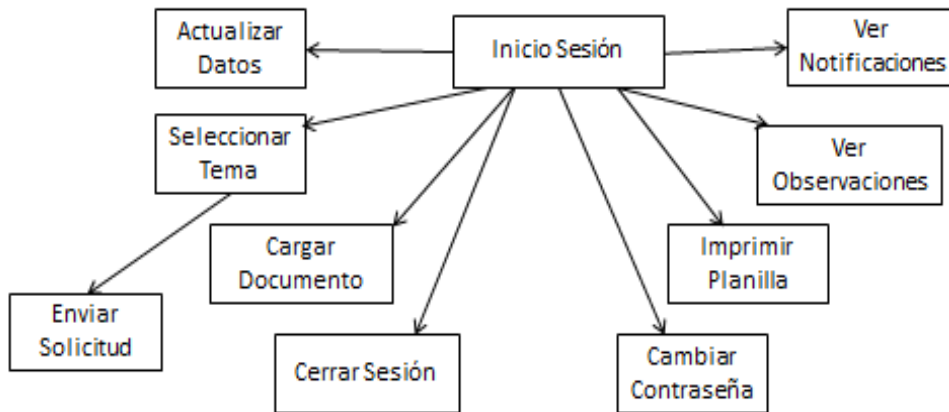 Actualizar
Datos
Inicio Sesión
Ver
Notificaciones
Seleccionar
Tema
Ver
Observaciones
Cargar
Documento
Imprimir
Planilla
Enviar
Solicitud
Cerrar Sesión
Cambiar
Contraseña